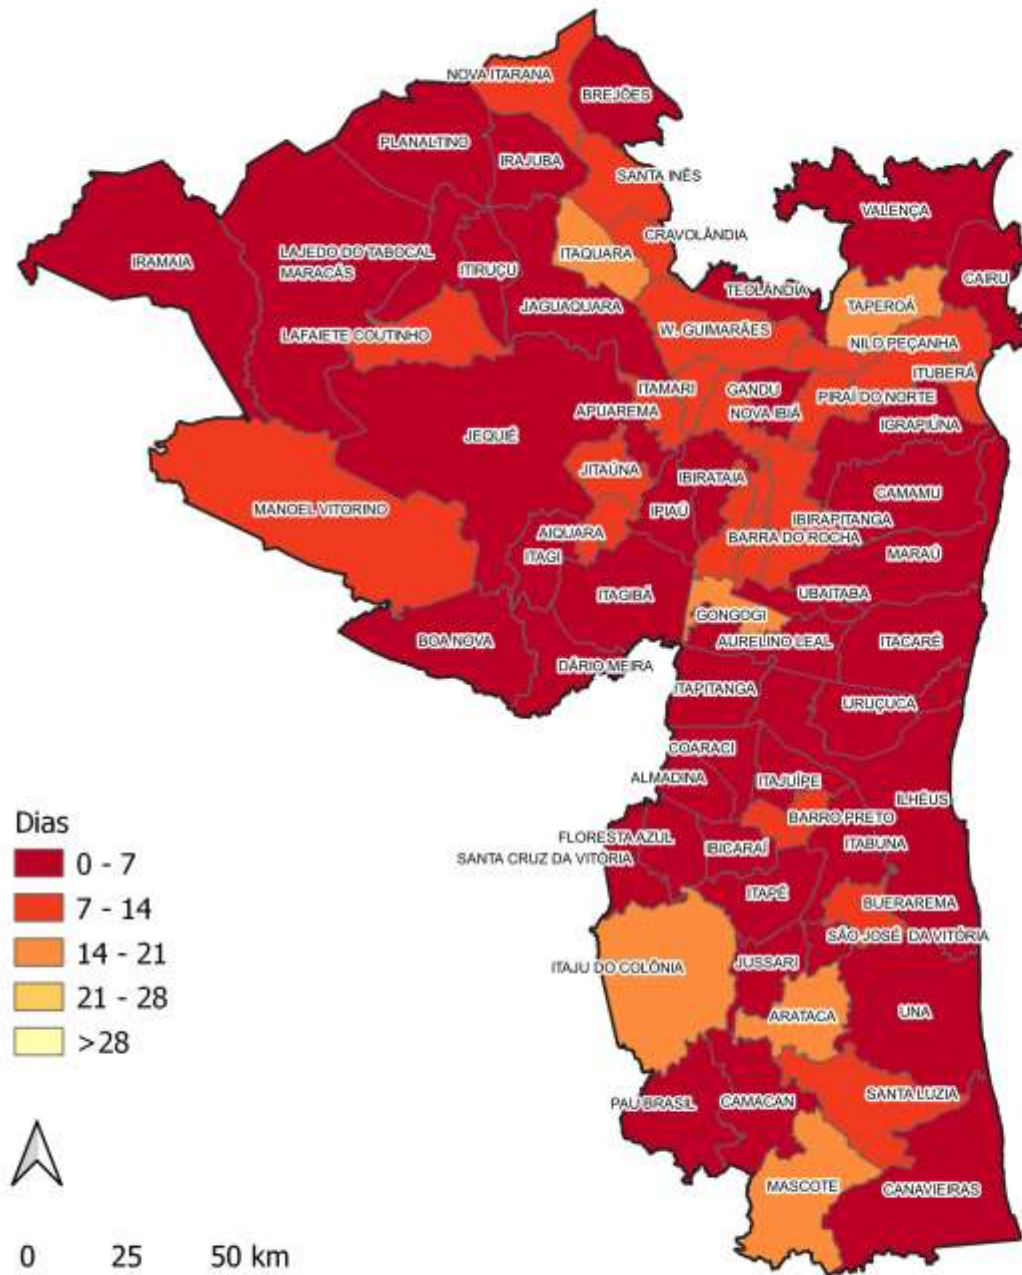 NOVA ITARANA
BREJÕES
PLANALTINO
IRAJUBA
SANTA INÊS
VALENÇA
CRAVOLÂNDIA
LAJEDO DO TABOCAL
ITAQUARA
IRAMAIA
ITIRUÇU
MARACÁS
CAIRU
TEOLÂNDIA
JAGUAQUARA
TAPEROÁ
W. GUIMARÃES
LAFAIETE COUTINHO
NILO PEÇANHA
ITUBERÁ
ITAMARI
GANDU
PIRAÍ DO NORTE
APUAREMA
NOVA IBIÁ
IGRAPIÚNA
JEQUIÉ
JITAÚNA
IBIRATAIA
CAMAMU
MANOEL VITORINO
IPIAÚ
IBIRAPITANGA
AIQUARA
BARRA DO ROCHA
ITAGI
MARAÚ
ITAGIBÁ
UBAITABA
GONGOGI
BOA NOVA
AURELINO LEAL
ITACARÉ
DÁRIO MEIRA
ITAPITANGA
URUÇUCA
COARACI
ALMADINA
ITAJUÍPE
ILHÉUS
BARRO PRETO
FLORESTA AZUL
IBICARAÍ
ITABUNA
SANTA CRUZ DA VITÓRIA
ITAPÉ
BUERAREMA
SÃO JOSÉ DA VITÓRIA
ITAJU DO COLÔNIA
JUSSARI
ARATACA
UNA
SANTA LUZIA
PAU BRASIL
CAMACAN
MASCOTE
CANAVIEIRAS
Dias
0 - 7
7 - 14
14 - 21
21 - 28
>28
0 25 50 km